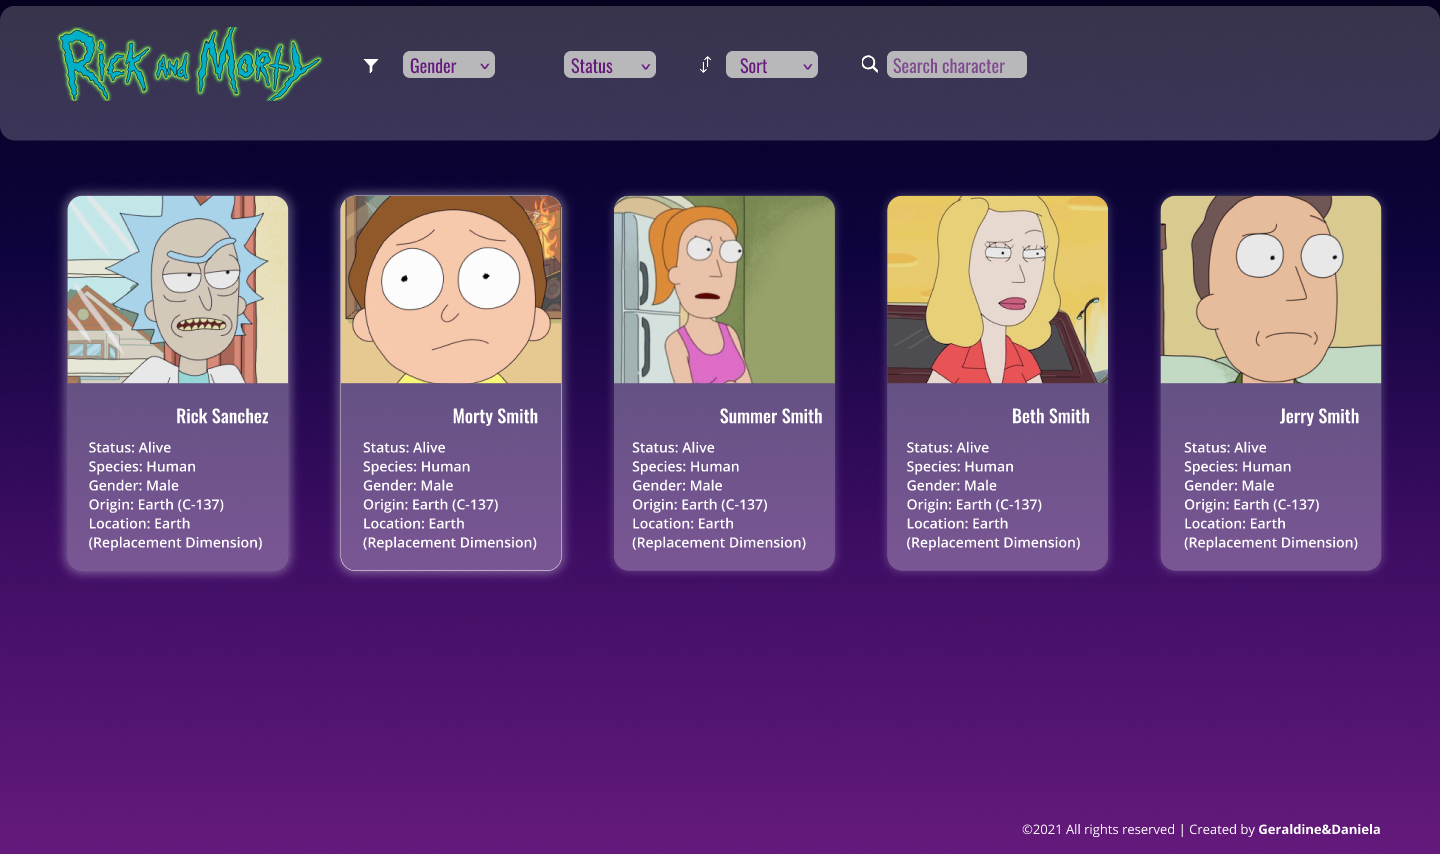 Rick and Morty
Gender
Status
Sort
Search character
Rick Sanchez
Status: Alive
Species: Human
Gender: Male
Origin: Earth (C-137)
Location: Earth
(Replacement Dimension)
Morty Smith
Status: Alive
Species: Human
Gender: Male
Origin: Earth (C-137)
Location: Earth
(Replacement Dimension)
Summer Smith
Status: Alive
Species: Human
Gender: Male
Origin: Earth (C-137)
Location: Earth
(Replacement Dimension)
Beth Smith
Status: Alive
Species: Human
Gender: Male
Origin: Earth (C-137)
Location: Earth
(Replacement Dimension)
Jerry Smith
Status: Alive
Species: Human
Gender: Male
Origin: Earth (C-137)
Location: Earth
(Replacement Dimension)
©2021 All rights reserved | Created by Geraldine&Daniela